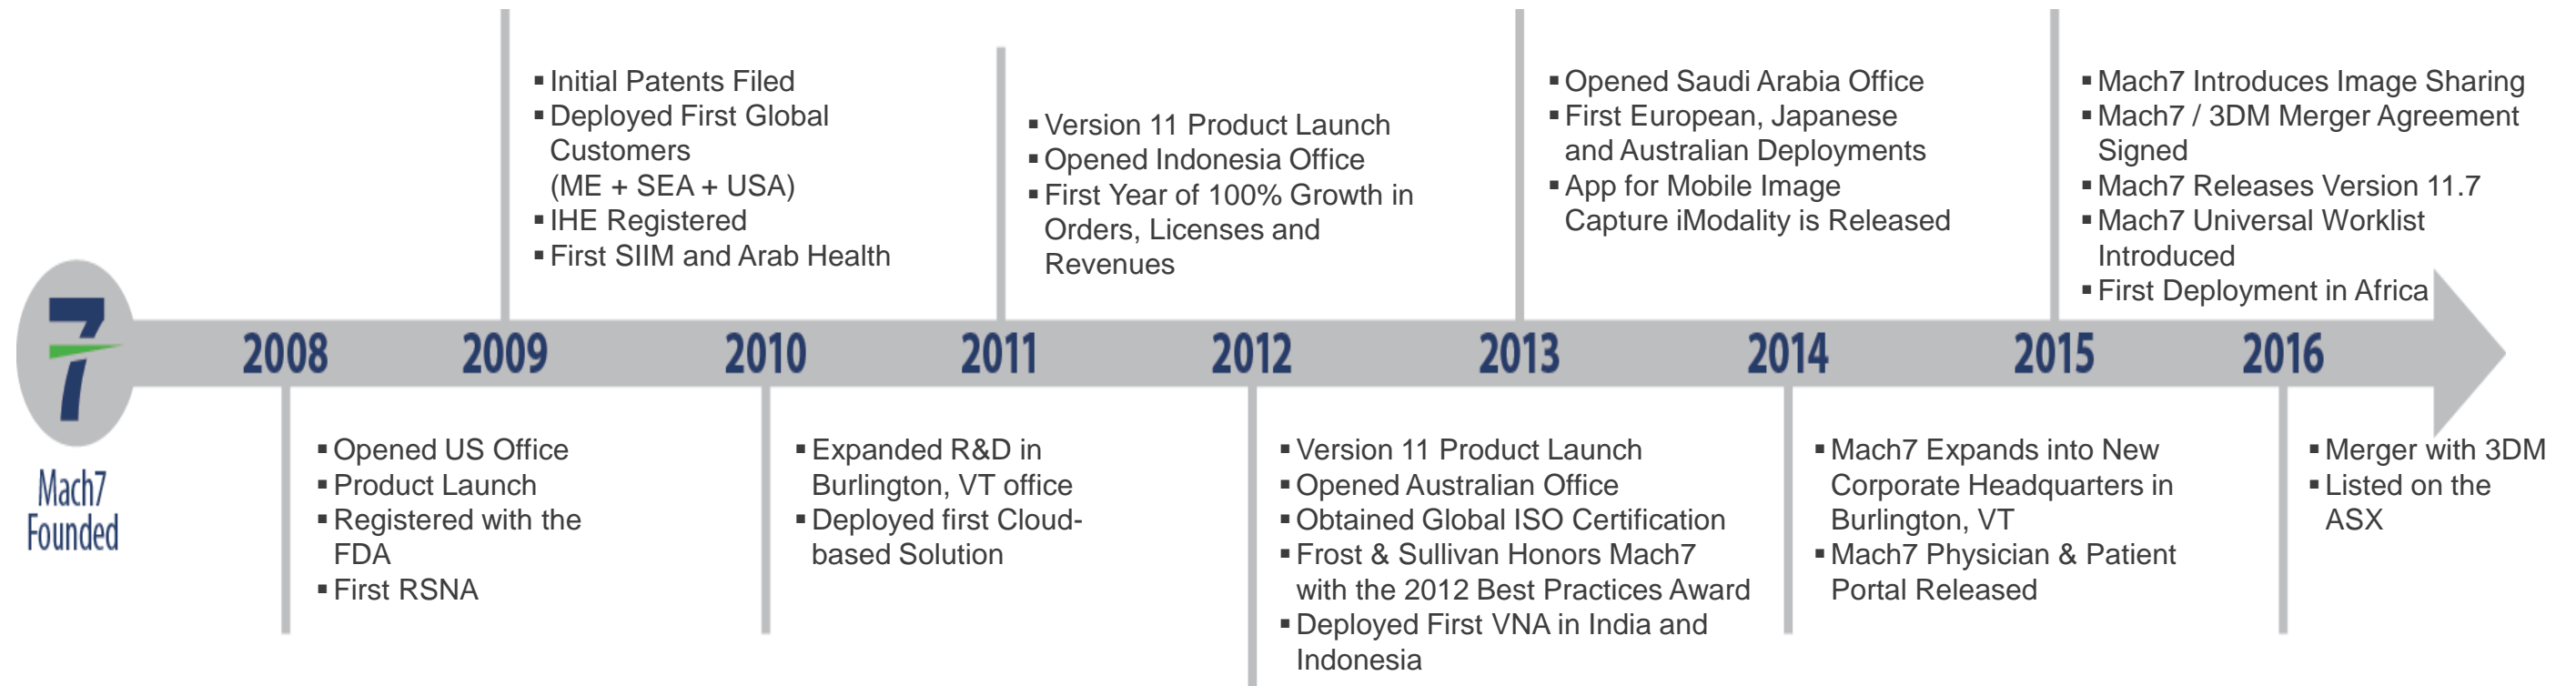 ▪ Initial Patents Filed
▪ Deployed First Global
Customers
(ME + SEA + USA)
▪ IHE Registered
▪ First SIIM and Arab Health
▪ Version 11 Product Launch
▪ Opened Indonesia Office
▪ First Year of 100% Growth in
Orders, Licenses and
Revenues
▪ Opened Saudi Arabia Office
▪ First European, Japanese
and Australian Deployments
▪ App for Mobile Image
Capture iModality is Released
▪ Mach7 Introduces Image Sharing
▪ Mach7 / 3DM Merger Agreement
Signed
▪ Mach7 Releases Version 11.7
▪ Mach7 Universal Worklist
Introduced
▪ First Deployment in Africa
7
2008 2009 2010 2011 2012 2013 2014 2015 2016
Mach7
Founded
▪ Opened US Office
▪ Product Launch
▪ Registered with the
FDA
▪ First RSNA
▪ Expanded R&D in
Burlington, VT office
▪ Deployed first Cloud-
based Solution
▪ Version 11 Product Launch
▪ Opened Australian Office
▪ Obtained Global ISO Certification
▪ Frost & Sullivan Honors Mach7
with the 2012 Best Practices Award
▪ Deployed First VNA in India and
Indonesia
▪ Mach7 Expands into New
Corporate Headquarters in
Burlington, VT
▪ Mach7 Physician & Patient
Portal Released
▪ Merger with 3DM
▪ Listed on the
ASX